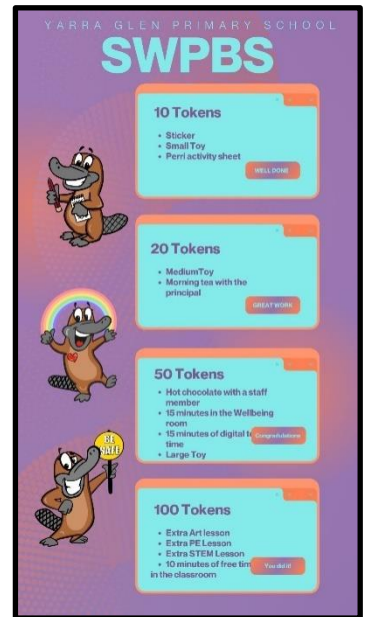 YARRA GLEN PRIMARY SCHOOL
SWPBS
10 Tokens
• Sticker
• Small Toy
• Perri activity sheet
WELL DONE
20 Tokens
• MediumToy
• Morning tea with the
principal
GREAT WORK
50 Tokens
• Hot chocolate with a staff
member
• 15 minutes in the Wellbeing
room
• 15 minutes of digital
time
• Large Toy
Congratulations
BE
SAFE
100 Tokens
• Extra Art lesson
• Extra PE Lesson
• Extra STEM Lesson
• 10 minutes of free
in the classroom
You did it!